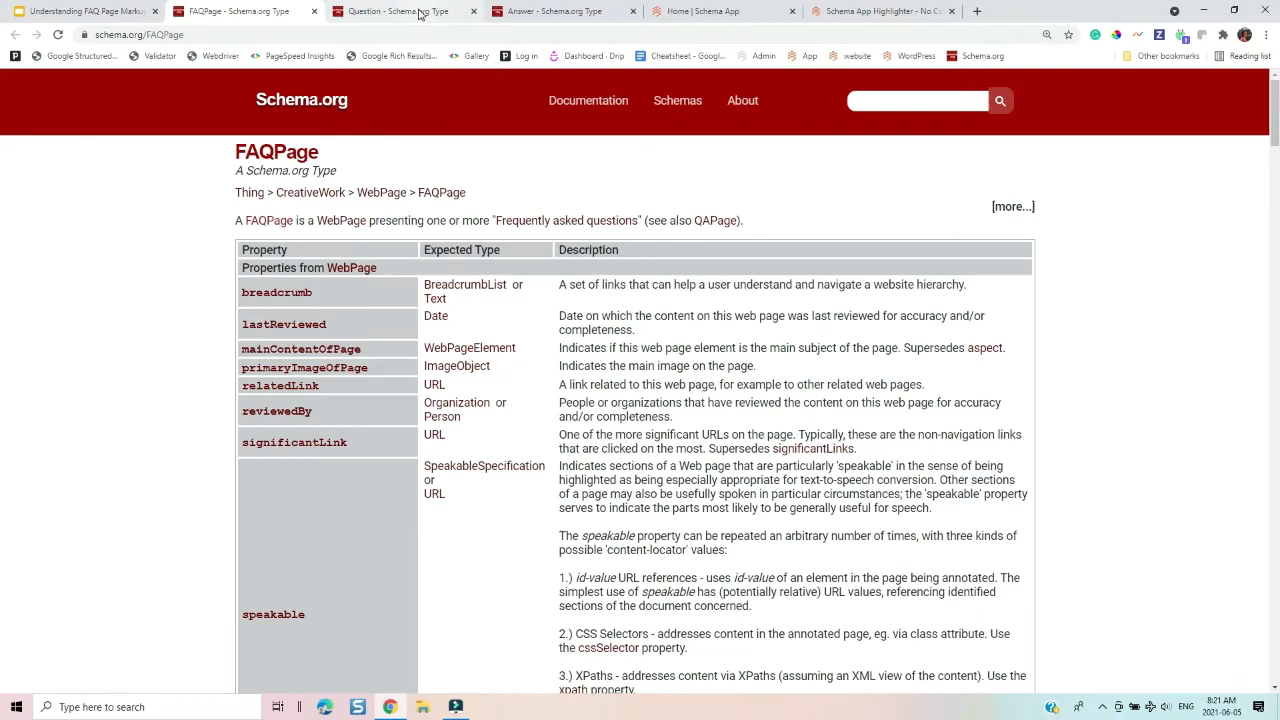 Understanding FAQ Page Markup
FAQPage - Schema.org Type
Question - Schema.org Type
Answer - Schema.org Type
Home | Schema App
Schema App Highlighter - No Co
schema.org/FAQPage
Google Structured...
Validator
Webdriver
PageSpeed Insights
Google Rich Results...
Gallery
Log in
Dashboard - Drip
Cheatsheet - Googl...
Admin
App
website
WordPress
Schema.org
Other bookmarks
Reading list
Schema.org
Documentation Schemas About
FAQPage
A Schema.org Type
Thing > CreativeWork > WebPage > FAQPage
[more...]
A FAQPage is a WebPage presenting one or more "Frequently asked questions" (see also QAPage).
Property Expected Type Description
Properties from WebPage
breadcrumb BreadcrumbList or A set of links that can help a user understand and navigate a website hierarchy.
Text
lastReviewed Date Date on which the content on this web page was last reviewed for accuracy and/or
completeness.
mainContentOfPage WebPageElement Indicates if this web page element is the main subject of the page. Supersedes aspect.
primaryImageOfPage ImageObject Indicates the main image on the page.
relatedLink URL A link related to this web page, for example to other related web pages.
reviewedBy Organization or People or organizations that have reviewed the content on this web page for accuracy
Person and/or completeness.
significantLink URL One of the more significant URLs on the page. Typically, these are the non-navigation links
that are clicked on the most. Supersedes significantLinks.
speakable SpeakableSpecification Indicates sections of a Web page that are particularly 'speakable' in the sense of being
or highlighted as being especially appropriate for text-to-speech conversion. Other sections
URL of a page may also be usefully spoken in particular circumstances; the 'speakable' property
serves to indicate the parts most likely to be generally useful for speech.
The speakable property can be repeated an arbitrary number of times, with three kinds of
possible 'content-locator' values:
1.) id-value URL references - uses id-value of an element in the page being annotated. The
simplest use of speakable has (potentially relative) URL values, referencing identified
sections of the document concerned.
2.) CSS Selectors - addresses content in the annotated page, eg. via class attribute. Use
the cssSelector property.
3.) XPaths - addresses content via XPaths (assuming an XML view of the content). Use the
xpath property.
Type here to search
8:21 AM
2021-06-05